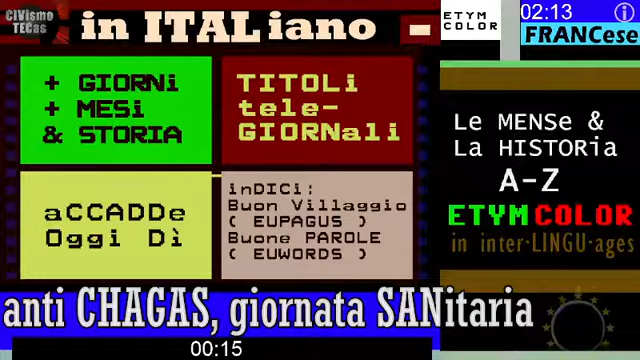 CIVismo
TECas
in ITALiano
ETYM
COLOR
02:13
i
FRANCese
+ GIORNi
+ MESi
& STORIA
TITOLi
tele-
GIORNali
Le MENSe &
La HISTORia
A-Z
ETYMCOLOR
in inter-LINGU-ages
aCCADDe
Oggi Dì
inDICi:
Buon Villaggio
( EUPAGUS )
Buone PAROLE
( EUWORDS )
anti CHAGAS, giornata SANitaria
00:15